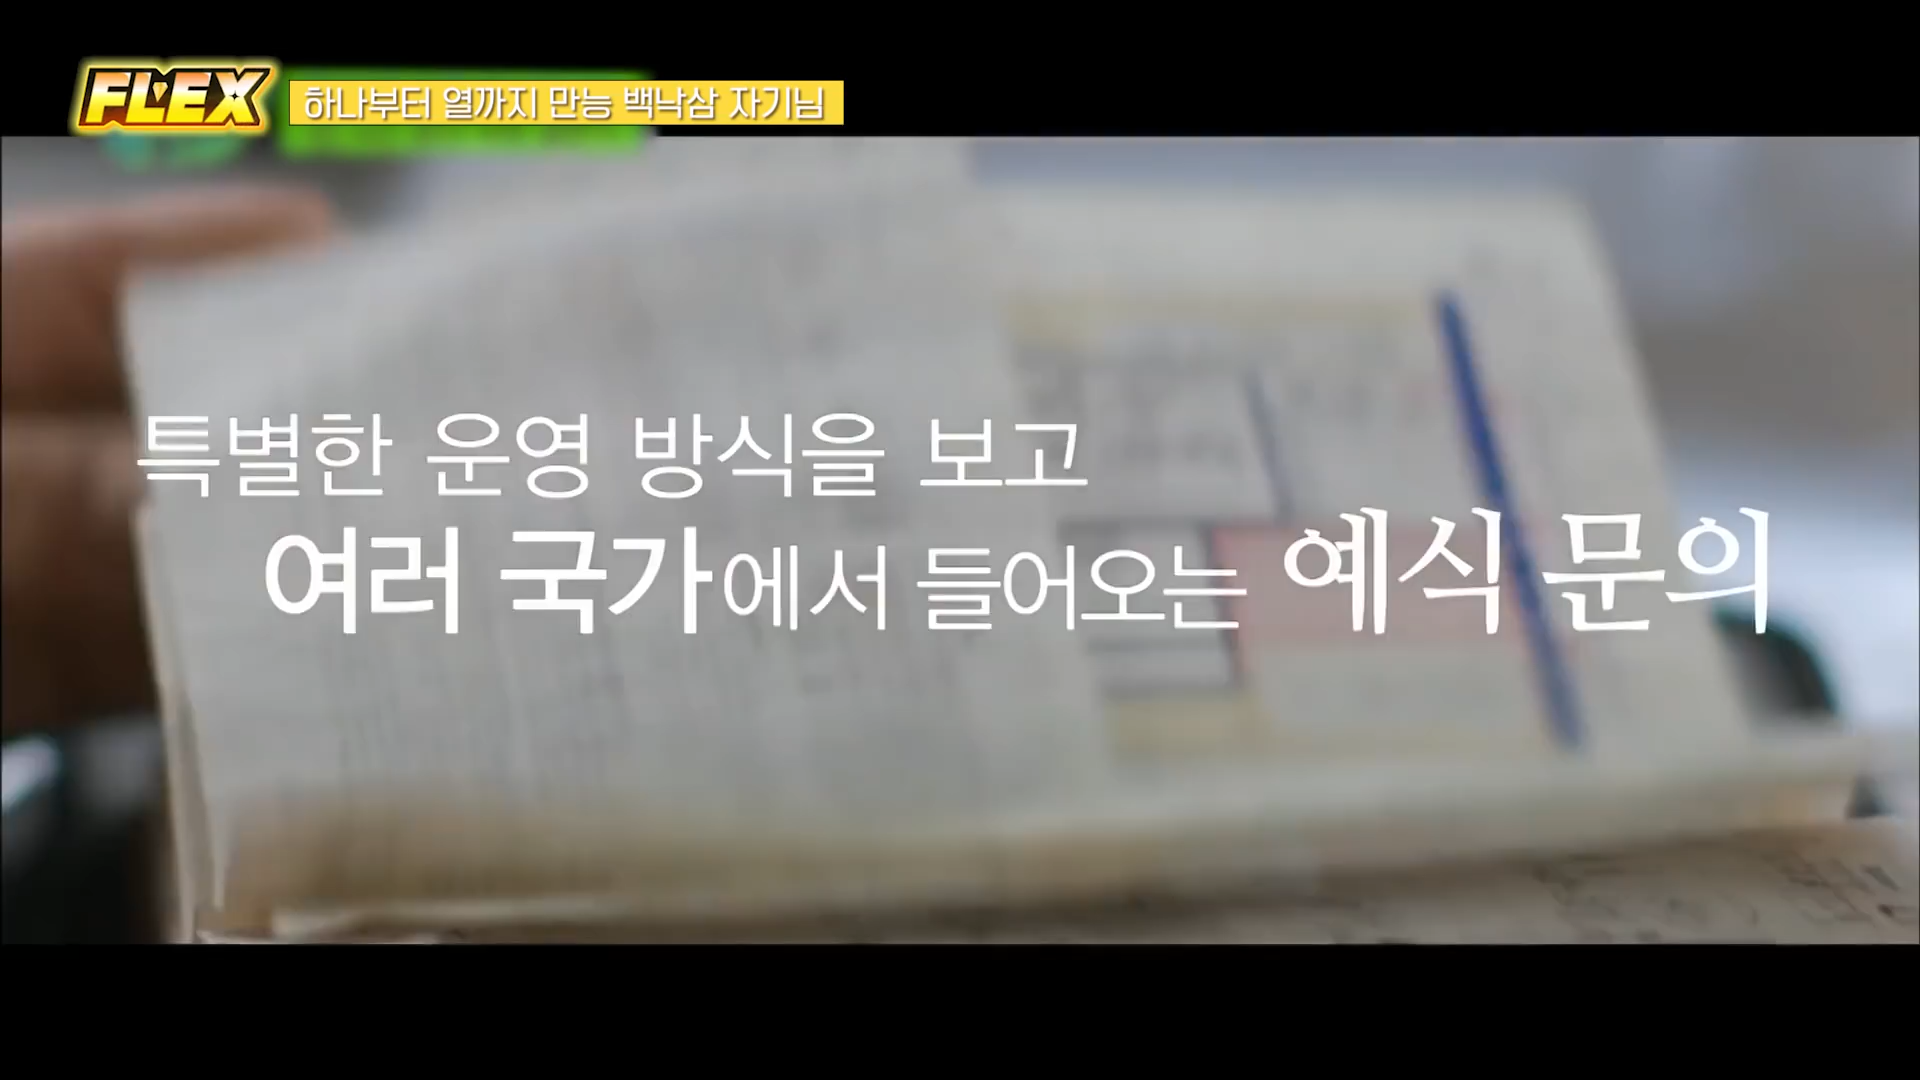 FLEX 하나부터 열까지 만능 백낙삼 자기님
특별한 운영 방식을 보고
여러 국가에서 들어오는 예식 문의